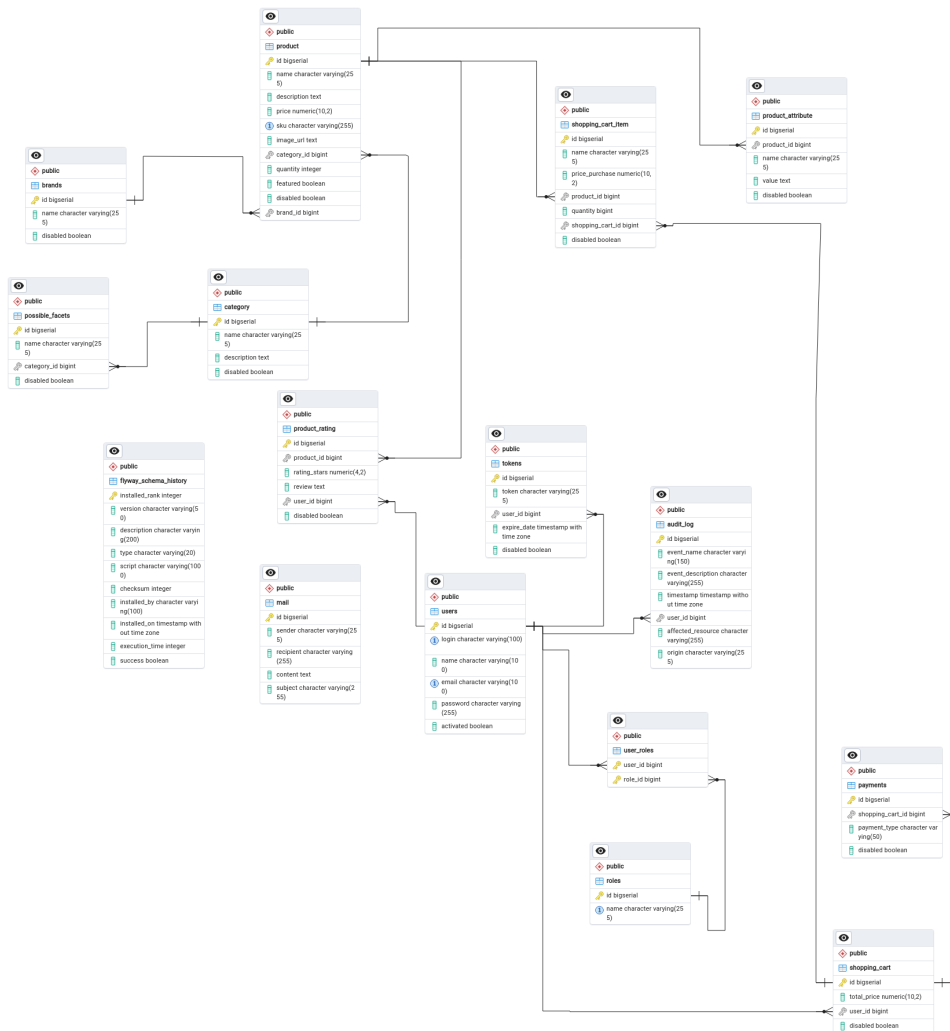 public
product
id bigserial
name character varying(25
5)
description text
price numeric(10,2)
sku character varying(255)
image_url text
category_id bigint
quantity integer
featured boolean
disabled boolean
brand_id bigint
public
shopping_cart_item
id bigserial
name character varying(25
5)
price_purchase numeric(10,
2)
product_id bigint
quantity bigint
shopping_cart_id bigint
disabled boolean
public
product_attribute
id bigserial
product_id bigint
name character varying(25
5)
value text
disabled boolean
public
brands
id bigserial
name character varying(25
5)
disabled boolean
public
possible_facets
id bigserial
name character varying(25
5)
category_id bigint
disabled boolean
public
category
id bigserial
name character varying(25
5)
description text
disabled boolean
public
product_rating
id bigserial
product_id bigint
rating_stars numeric(4,2)
review text
user_id bigint
disabled boolean
public
tokens
id bigserial
token character varying(25
5)
user_id bigint
expire_date timestamp with
time zone
disabled boolean
public
flyway_schema_history
installed_rank integer
version character varying(5
0)
description character varyin
g(200)
type character varying(20)
script character varying(100
0)
checksum integer
installed_by character varyi
ng(100)
installed_on timestamp with
out time zone
execution_time integer
success boolean
public
audit_log
id bigserial
event_name character varyi
ng(150)
event_description character
varying(255)
timestamp timestamp witho
ut time zone
user_id bigint
affected_resource character
varying(255)
origin character varying(25
5)
public
mail
id bigserial
sender character varying(25
5)
recipient character varying
(255)
content text
subject character varying(2
55)
public
users
id bigserial
login character varying(100)
name character varying(10
0)
email character varying(10
0)
password character varying
(255)
activated boolean
public
user_roles
user_id bigint
role_id bigint
public
payments
id bigserial
shopping_cart_id bigint
payment_type character var
ying(50)
disabled boolean
public
roles
id bigserial
name character varying(25
5)
public
shopping_cart
id bigserial
total_price numeric(10,2)
user_id bigint
disabled boolean